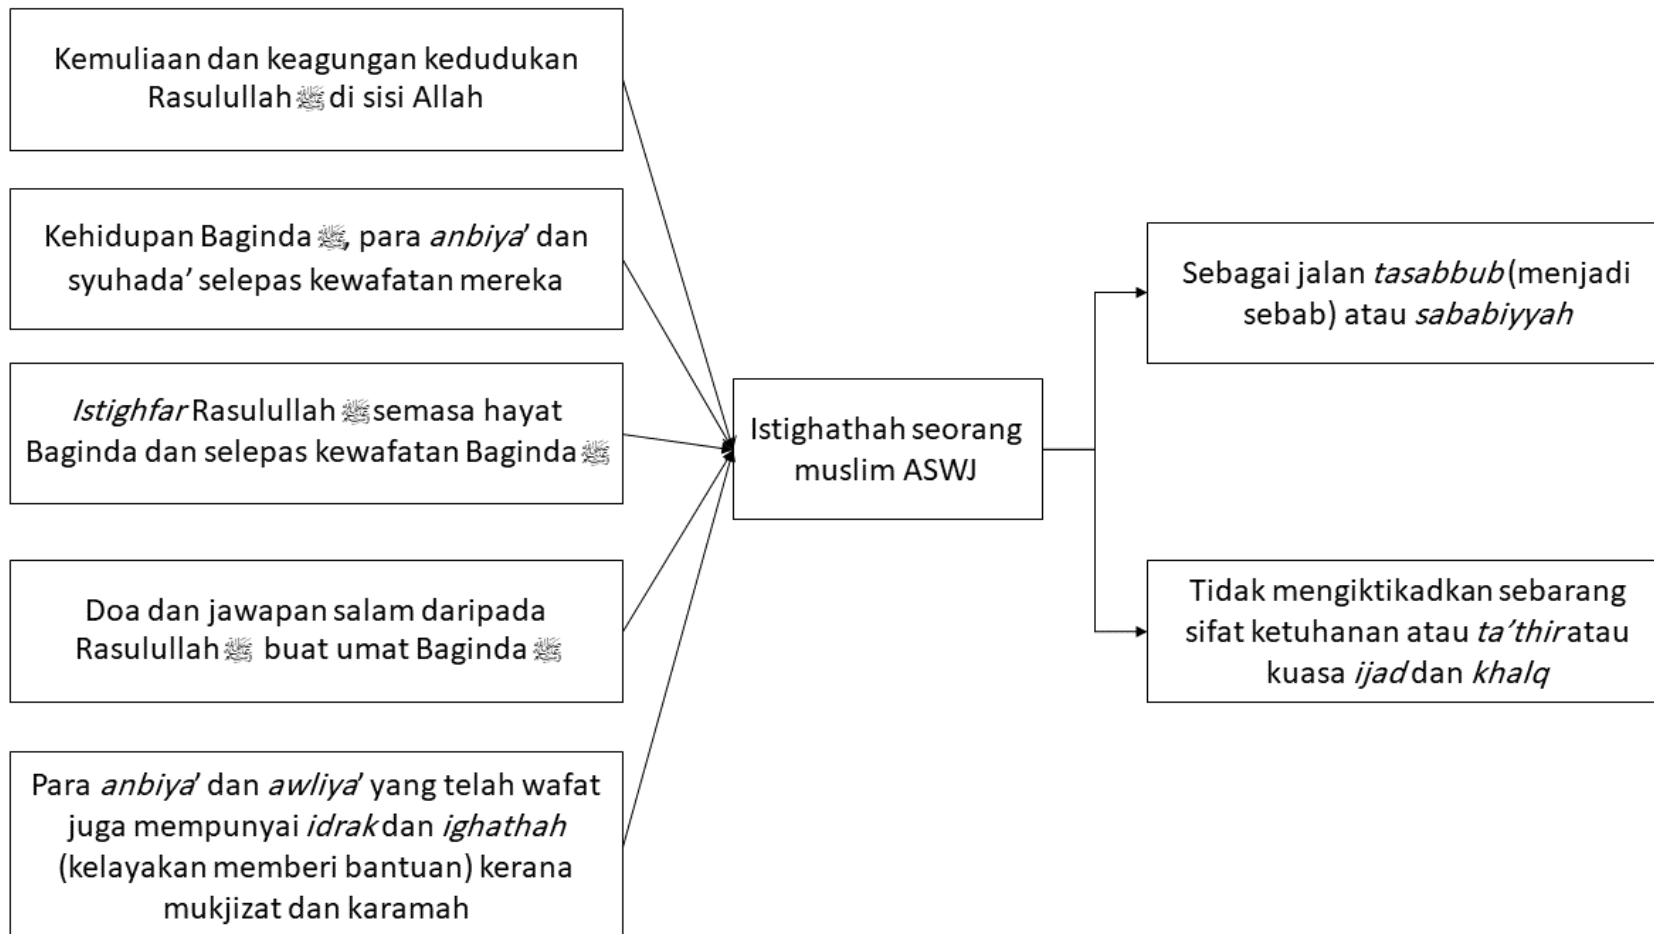 Kemuliaan dan keagungan kedudukan
Rasulullah ﷺ di sisi Allah
Kehidupan Baginda ﷺ, para anbiya’ dan
syuhada’ selepas kewafatan mereka
Istighfar Rasulullah ﷺ semasa hayat
Baginda dan selepas kewafatan Baginda ﷺ
Doa dan jawapan salam daripada
Rasulullah ﷺ buat umat Baginda ﷺ
Para anbiya’ dan awliya’ yang telah wafat
juga mempunyai idrak dan ighathah
(kelayakan memberi bantuan) kerana
mukjizat dan karamah
Istighathah seorang
muslim ASWJ
Sebagai jalan tasabbub (menjadi
sebab) atau sababiyyah
Tidak mengiktikadkan sebarang
sifat ketuhanan atau ta’thir atau
kuasa ijad dan khalq